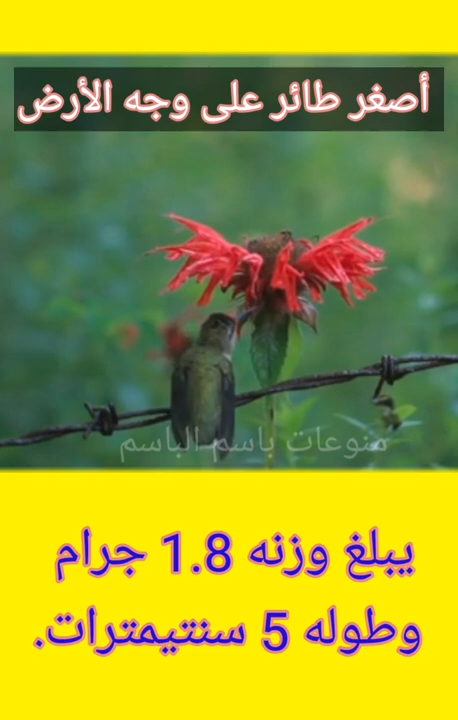 أصغر طائر على وجه الأرض
منوعات باسم الباسم
يبلغ وزنه 1.8 جرام
وطوله 5 سنتيمترات.